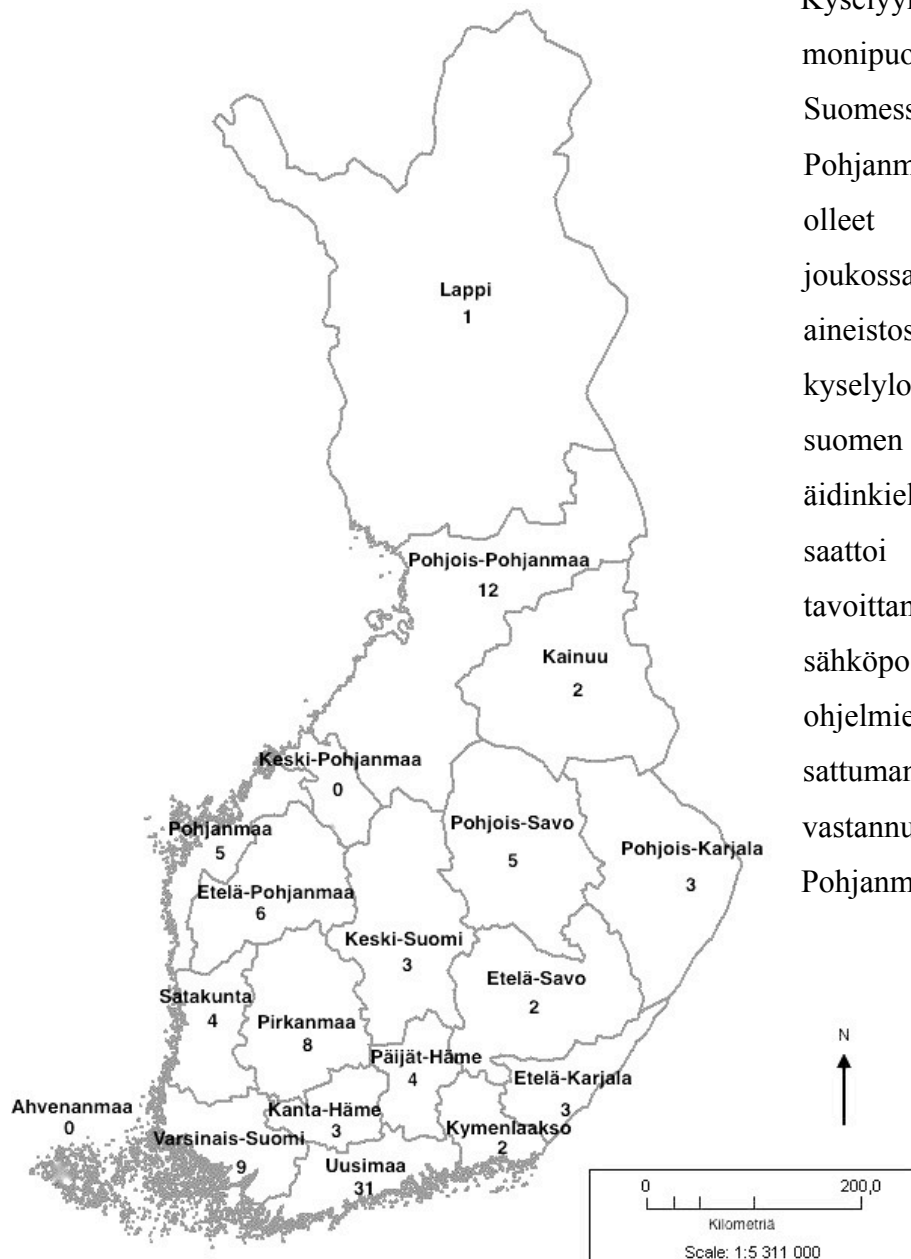 Lappi
1
Pohjois-Pohjanmaa
12
Kainuu
2
Keski-Pohjanmaa
0
Pohjanmaa
5
Pohjois-Savo
5
Pohjois-Karjala
3
Etelä-Pohjanmaa
6
Keski-Suomi
3
Etelä-Savo
2
Satakunta
4
Pirkanmaa
8
Päijät-Häme
4
Etelä-Karjala
3
Ahvenanmaa
0
Kanta-Häme
3
Kymenlaakso
2
Varsinais-Suomi
9
Uusimaa
31
N
0 200,0
Kilometriä
Scale: 1:5 311 000
monipuo
Suomess
Pohjanm
olleet
joukossa
aineistos
kyselylo
suomen
äidinkiel
saattoi
tavoittan
sähköpo
ohjelmie
sattuman
vastannu
Pohjanm